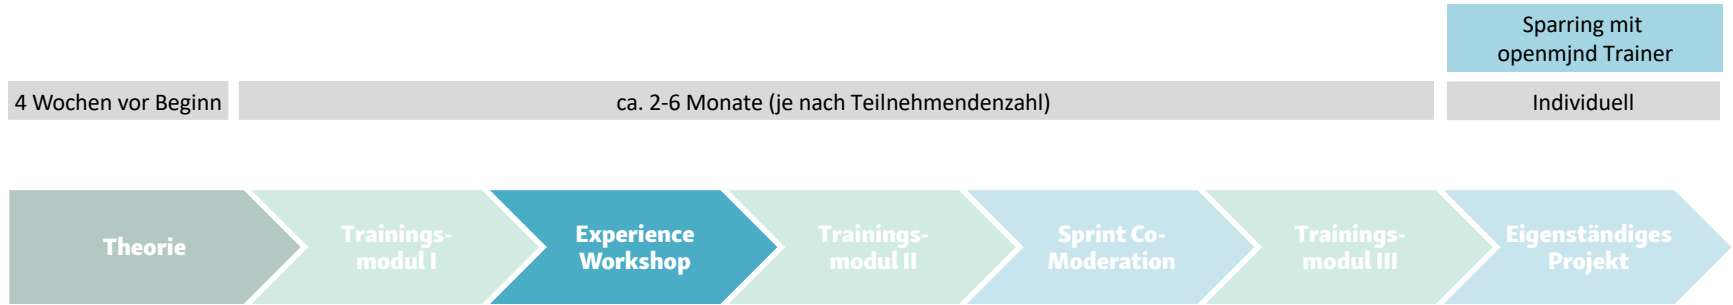 Sparring mit
openmjnd Trainer
4 Wochen vor Beginn
ca. 2-6 Monate (je nach Teilnehmendenzahl)
Individuell
Theorie
Trainings-
modul I
Experience
Workshop
Trainings-
modul II
Sprint Co-
Moderation
Trainings-
modul III
Eigenständiges
Projekt